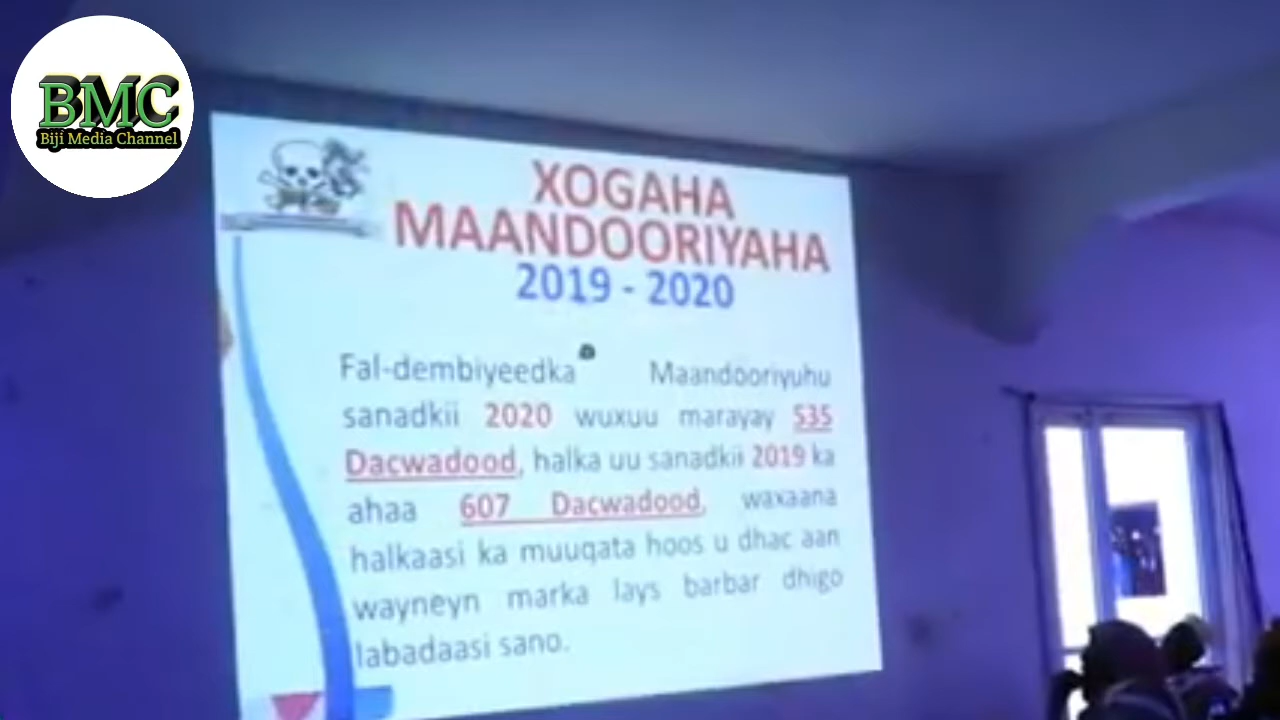 BMC
Biji Media Channel
XOGAHA
MAANDOORIYAHA
2019 - 2020
Fal-dembiyeedka Maandooriyuhu
sanadkii 2020 wuxuu marayay 535
Dacwadood, halka uu sanadkii 2019 ka
ahaa 607 Dacwadood, waxaana
halkaasi ka muuqata hoos u dhac aan
wayneyn marka lays barbar dhigo
labadaasi sano.